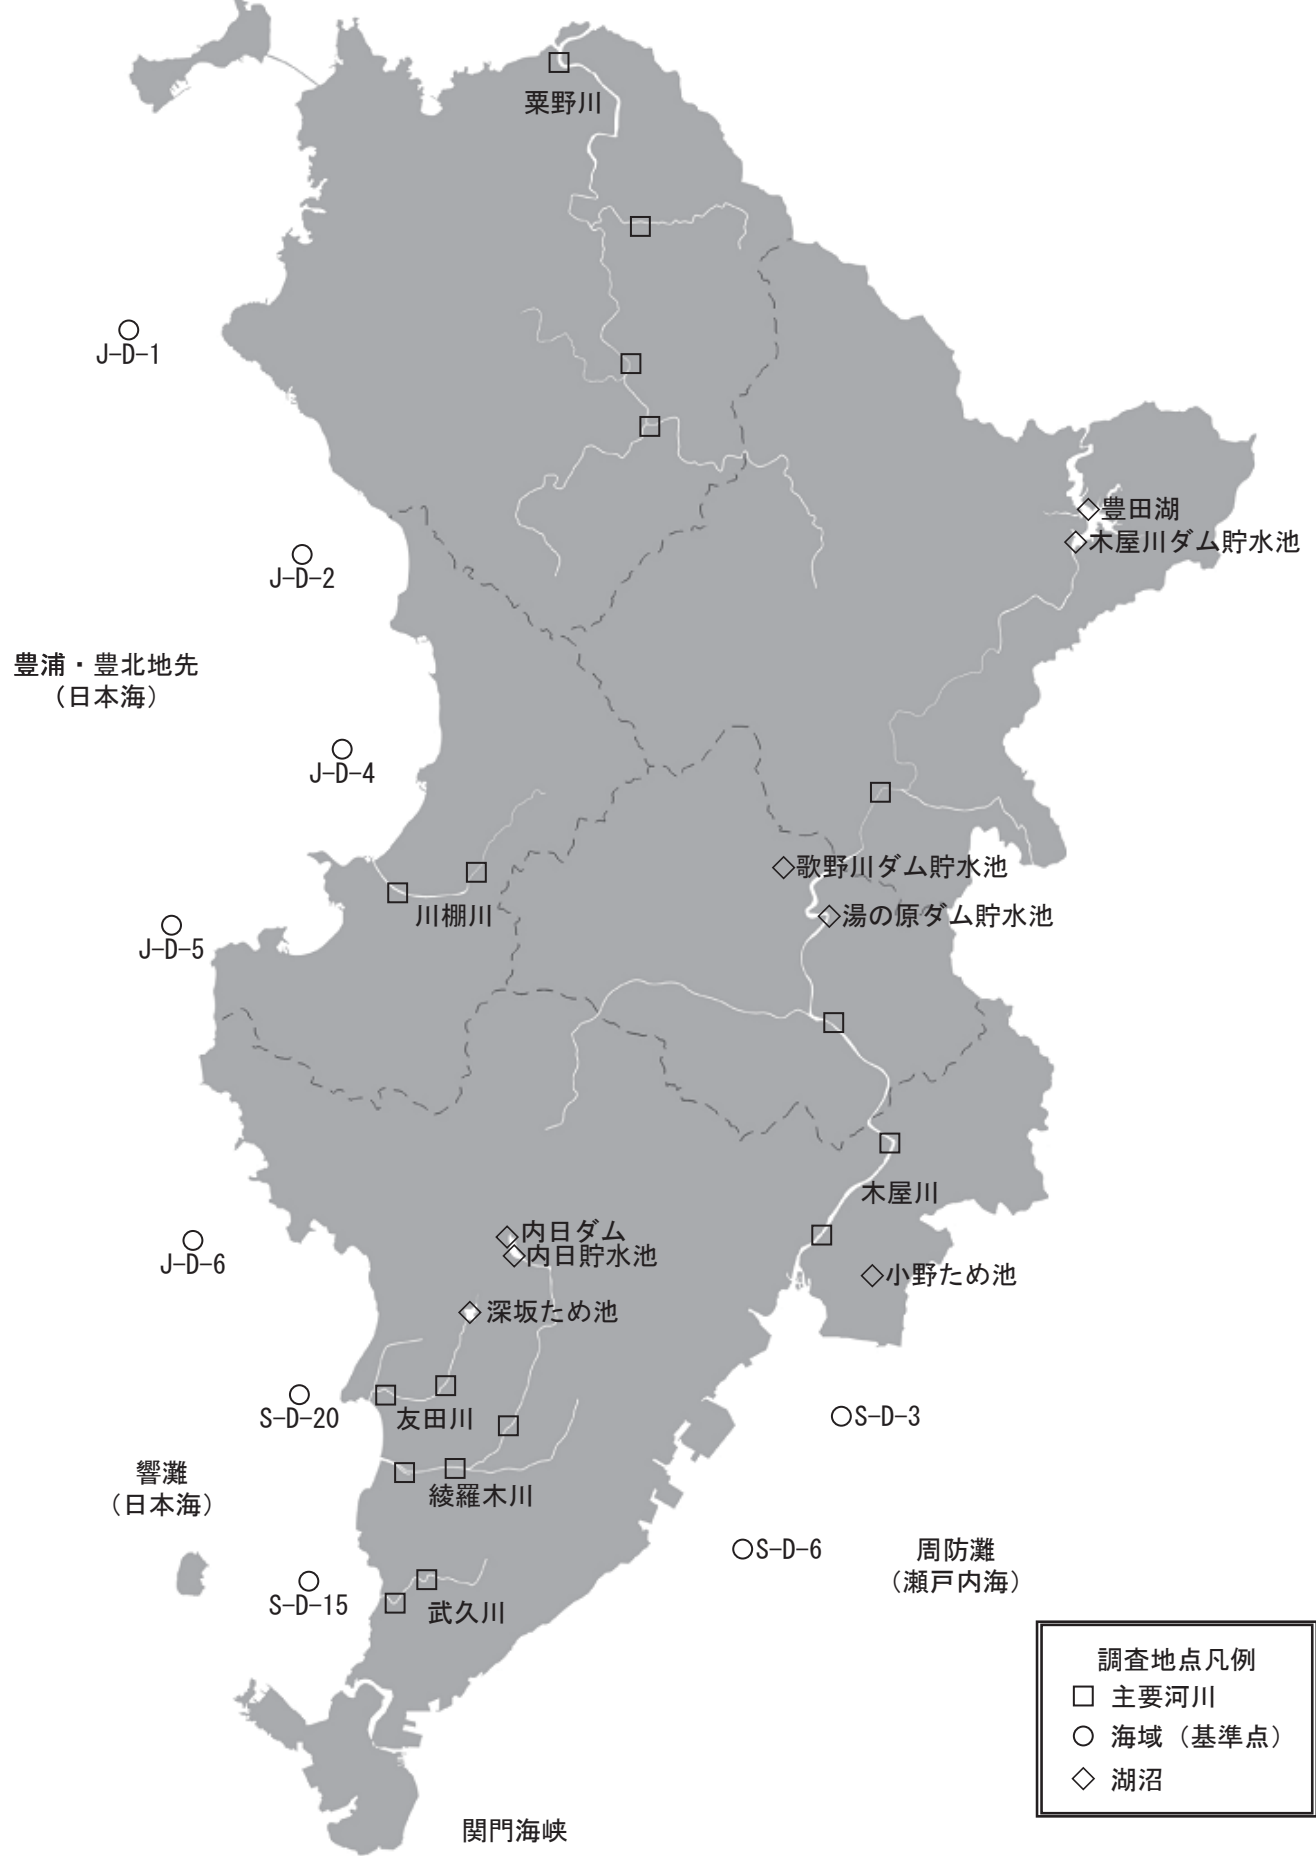 粟野川
J-D-1
豊田湖
木屋川ダム貯水池
J-D-2
豊浦・豊北地先
（日本海）
J-D-4
歌野川ダム貯水池
川棚川
湯の原ダム貯水池
J-D-5
木屋川
内日ダム
J-D-6
内日貯水池
小野ため池
深坂ため池
S-D-20
友田川
S-D-3
響灘
（日本海）
綾羅木川
S-D-6
周防灘
（瀬戸内海）
S-D-15
武久川
調査地点凡例
主要河川
海域（基準点）
湖沼
関門海峡